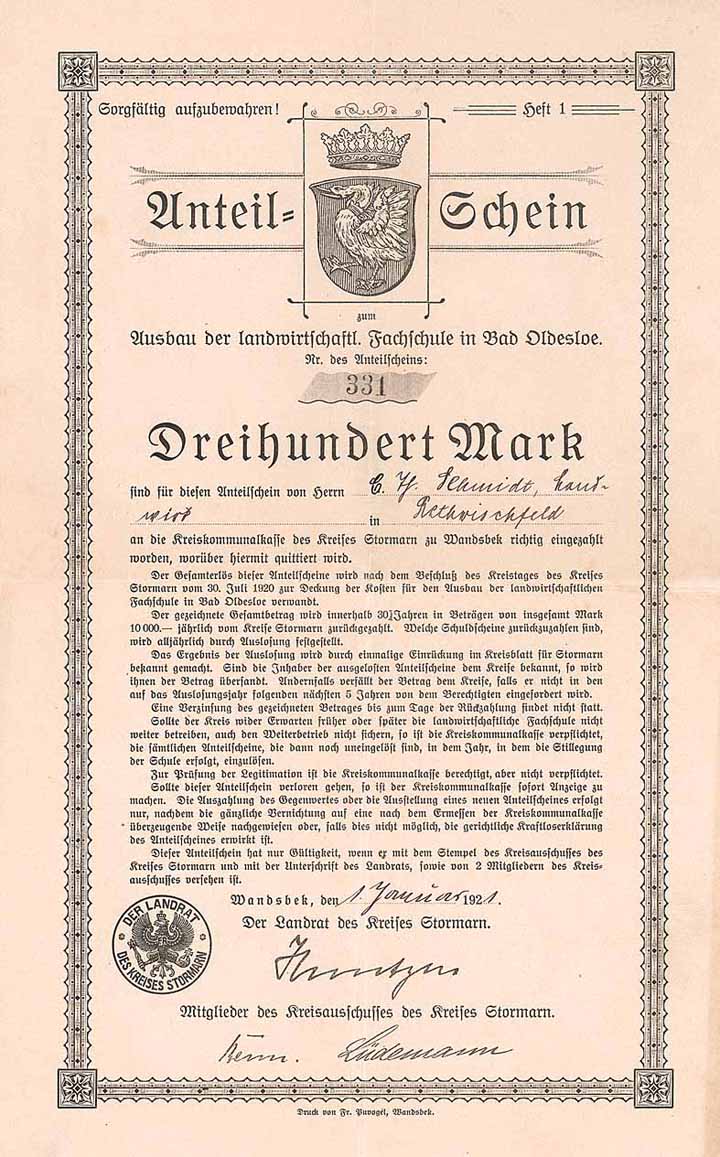 Sorgfältig aufzubewahren!
Heft 1
Anteil=Schein
zum
Ausbau der landwirtschaftl. Fachschule in Bad Oldesloe.
Nr. des Anteilscheins:
331
Dreihundert Mark
sind für diesen Anteilschein von Herrn C. H. Schmidt, Land-
wirt in Rethwischfeld
an die Kreiskommunalkasse des Kreises Stormarn zu Wandsbek richtig eingezahlt
worden, worüber hiermit quittiert wird.
Der Gesamterlös dieser Anteilscheine wird nach dem Beschluß des Kreistages des Kreises
Stormarn vom 30. Juli 1920 zur Deckung der Kosten für den Ausbau der landwirtschaftlichen
Fachschule in Bad Oldesloe verwandt.
Der gezeichnete Gesamtbetrag wird innerhalb 30½ Jahren in Beträgen von insgesamt Mark
10 000.— jährlich vom Kreise Stormarn zurückgezahlt. Welche Schuldscheine zurückzuzahlen sind,
wird alljährlich durch Auslosung festgestellt.
Das Ergebnis der Auslosung wird durch einmalige Einrückung im Kreisblatt für Stormarn
bekannt gemacht. Sind die Inhaber der ausgelosten Anteilscheine dem Kreise bekannt, so wird
ihnen der Betrag übersandt. Andernfalls verfällt der Betrag dem Kreise, falls er nicht in den
auf das Auslosungsjahr folgenden nächsten 5 Jahren von dem Berechtigten eingefordert wird.
Eine Verzinsung des gezeichneten Betrages bis zum Tage der Rückzahlung findet nicht statt.
Sollte der Kreis wider Erwarten früher oder später die landwirtschaftliche Fachschule nicht
weiter betreiben, auch den Weiterbetrieb nicht sichern, so ist die Kreiskommunalkasse verpflichtet,
die sämtlichen Anteilscheine, die dann noch uneingelöst sind, in dem Jahr, in dem die Stillegung
der Schule erfolgt, einzulösen.
Zur Prüfung der Legitimation ist die Kreiskommunalkasse berechtigt, aber nicht verpflichtet.
Sollte dieser Anteilschein verloren gehen, so ist der Kreiskommunalkasse sofort Anzeige zu
machen. Die Auszahlung des Gegenwertes oder die Ausstellung eines neuen Anteilscheines erfolgt
nur, nachdem die gänzliche Vernichtung auf eine nach dem Ermessen der Kreiskommunalkasse
überzeugende Weise nachgewiesen oder, falls dies nicht möglich, die gerichtliche Kraftloserklärung
des Anteilscheines erwirkt ist.
Dieser Anteilschein hat nur Gültigkeit, wenn er mit dem Stempel des Kreisausschusses des
Kreises Stormarn und mit der Unterschrift des Landrats, sowie von 2 Mitgliedern des Kreis-
ausschusses versehen ist.
Wandsbek, den 1. Januar 1921.
Der Landrat des Kreises Stormarn.
DER LANDRAT
DES KREISES STORMARN
Mitglieder des Kreisausschusses des Kreises Stormarn.
Lüdemann
Druck von Fr. Puvogel, Wandsbek.